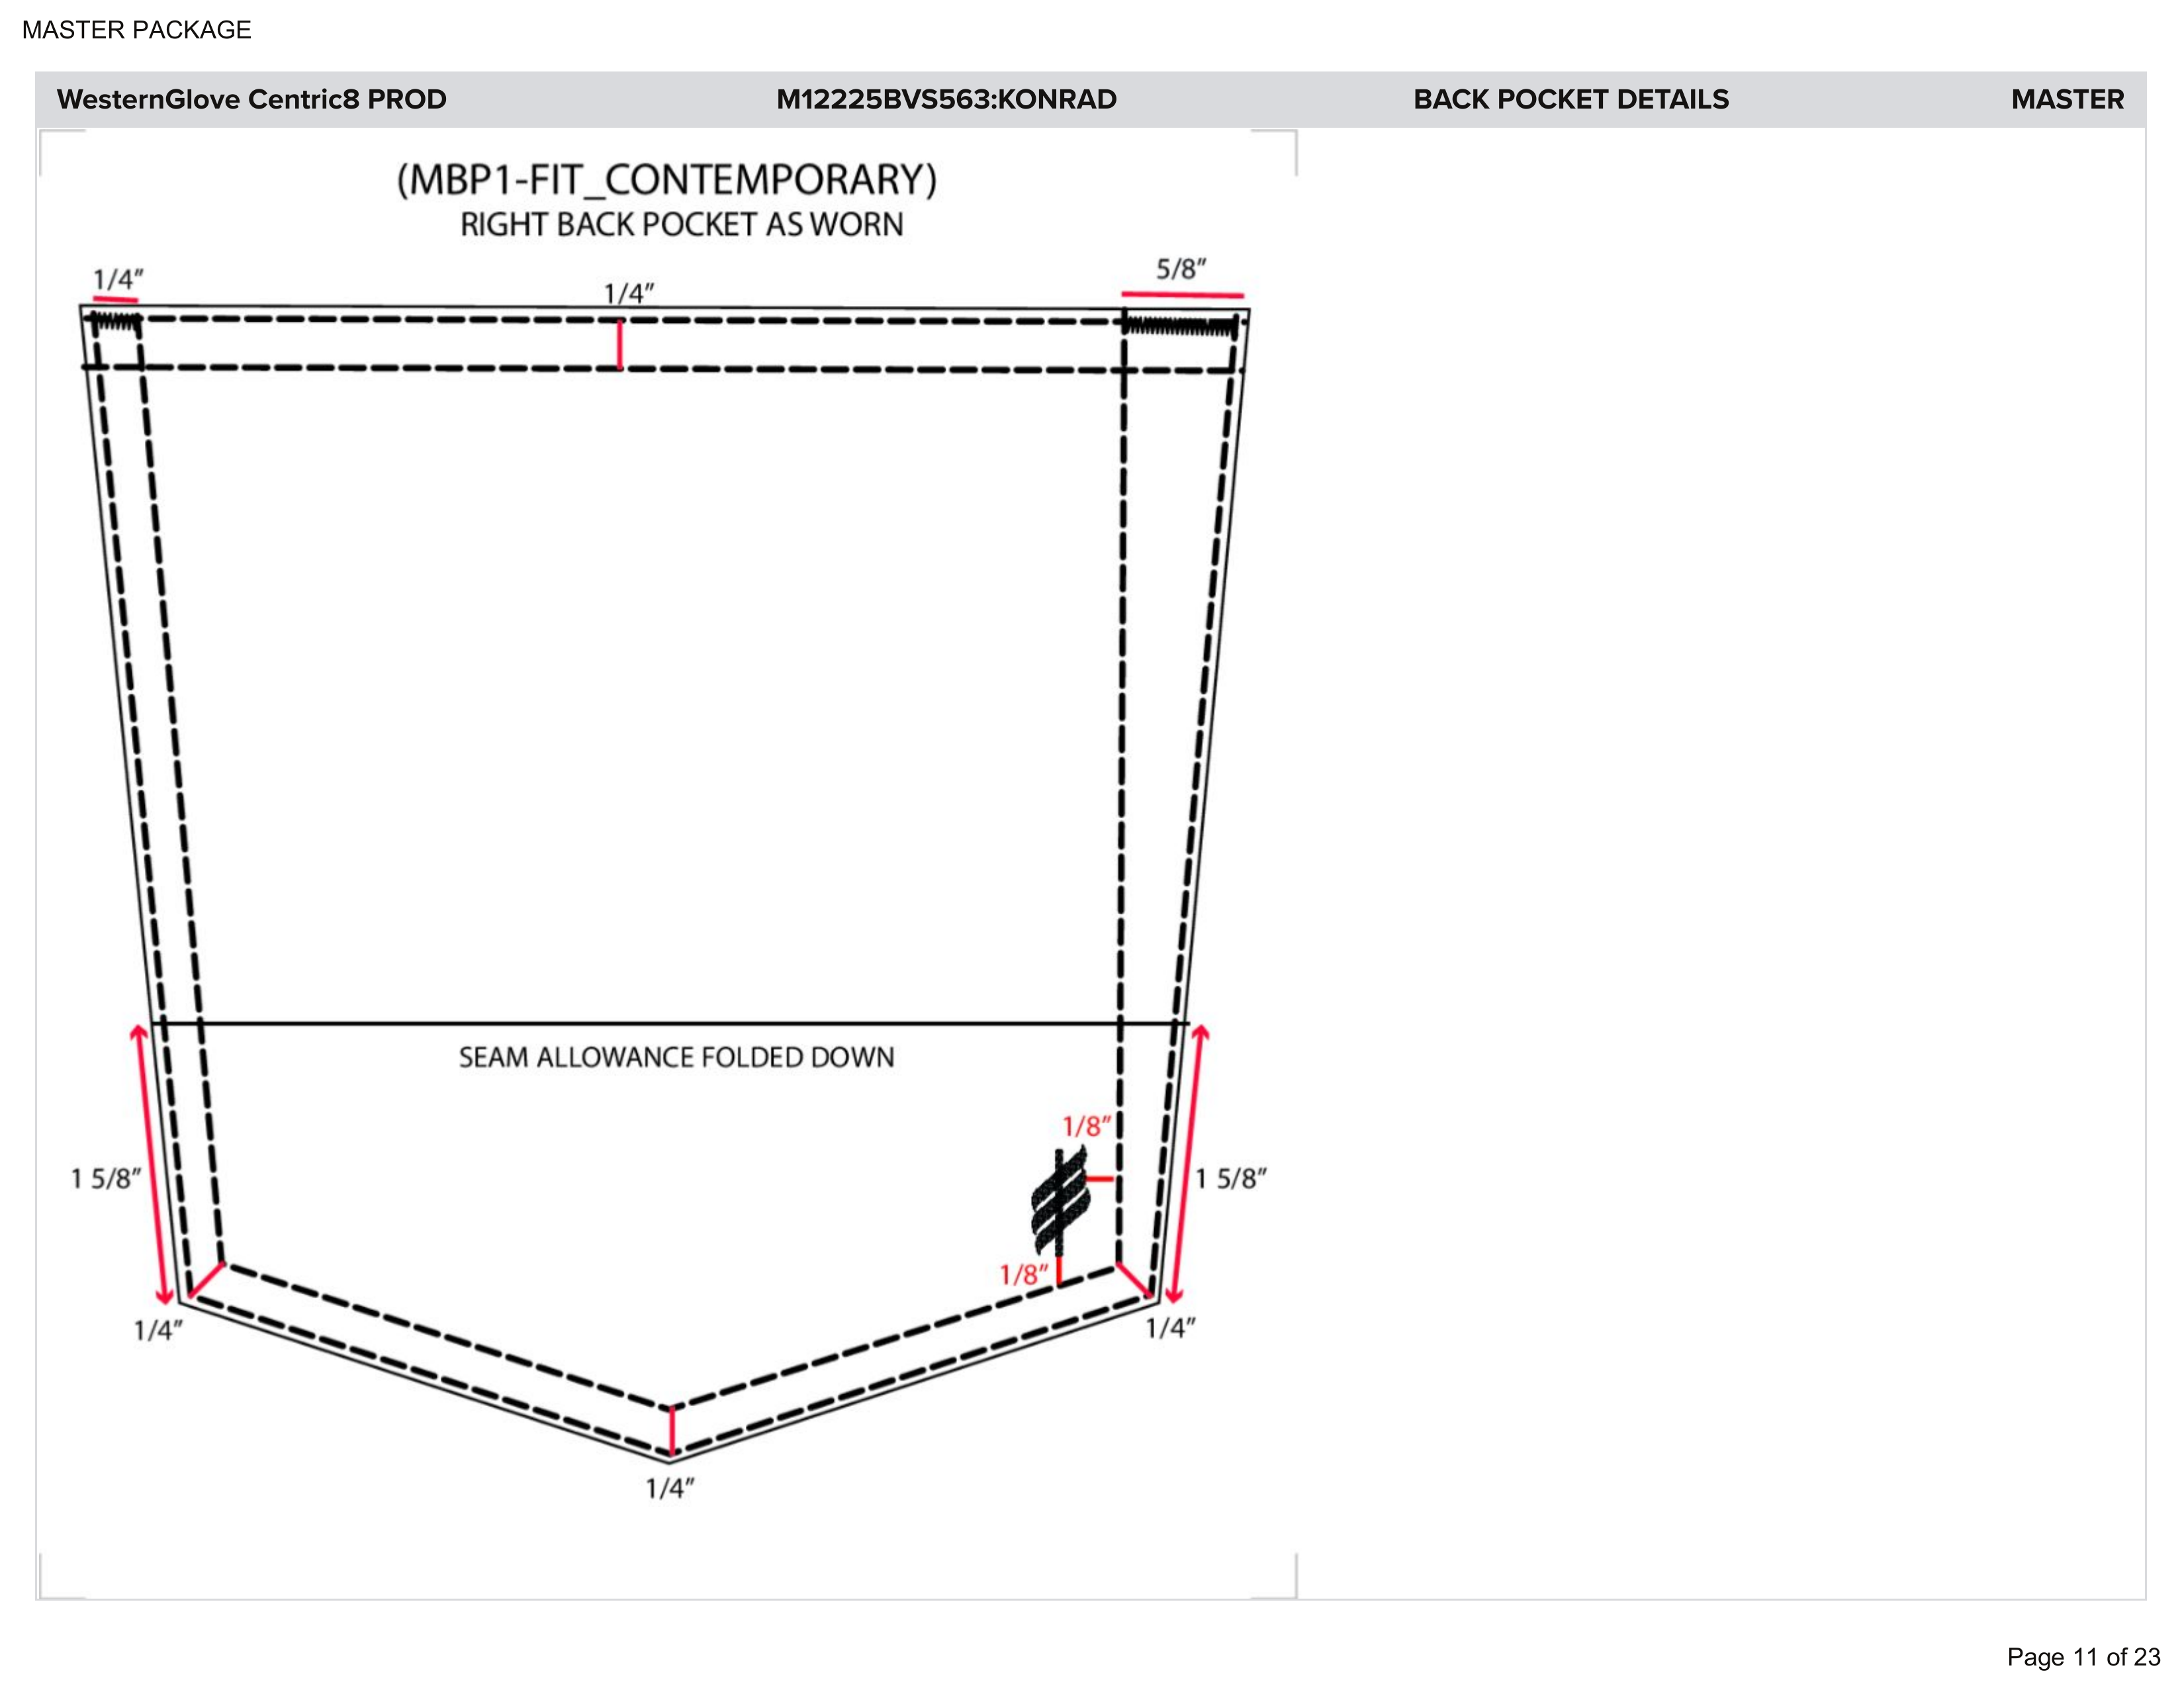 MASTER PACKAGE
WesternGlove Centric8 PROD M12225BVS563:KONRAD BACK POCKET DETAILS MASTER
(MBP1-FIT_CONTEMPORARY)
RIGHT BACK POCKET AS WORN
1/4" 1/4" 5/8"
SEAM ALLOWANCE FOLDED DOWN
1/8"
1 5/8" 1 5/8"
1/8"
1/4" 1/4"
1/4"
Page 11 of 23